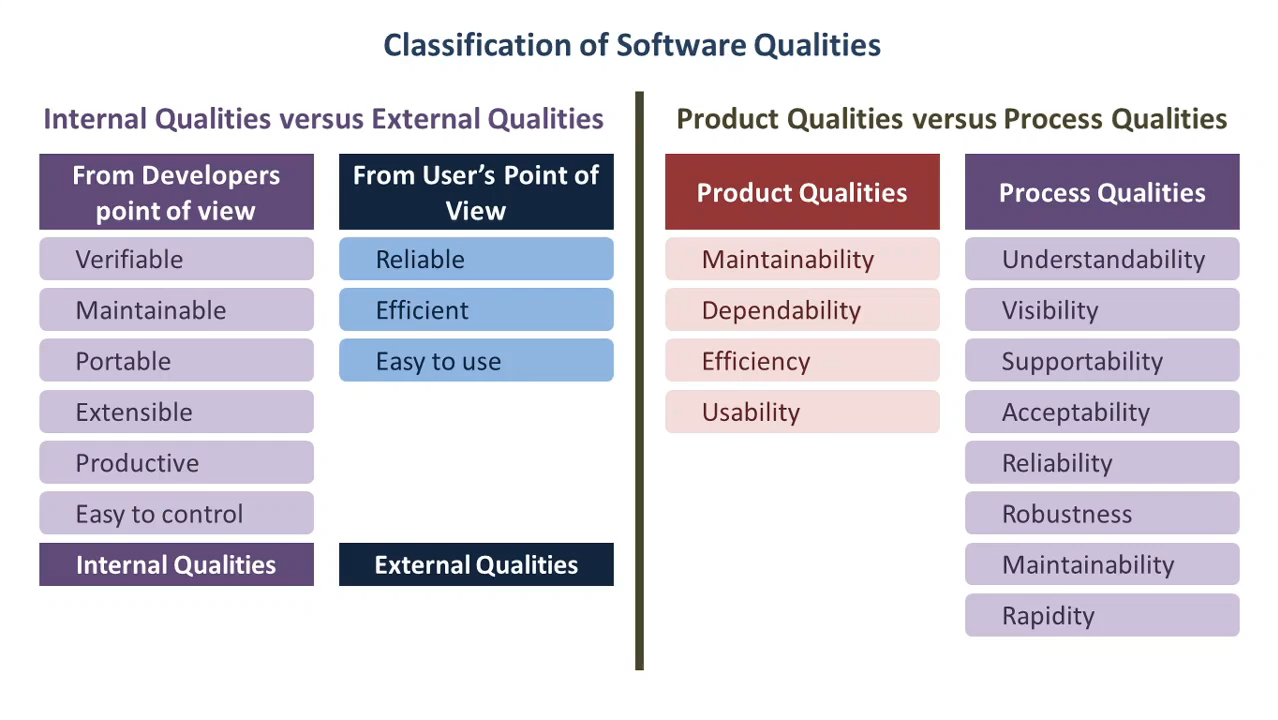 Classification of Software Qualities
Internal Qualities versus External Qualities
From Developers
point of view
Verifiable
Maintainable
Portable
Extensible
Productive
Easy to control
Internal Qualities
From User’s Point of
View
Reliable
Efficient
Easy to use
External Qualities
Product Qualities versus Process Qualities
Product Qualities
Maintainability
Dependability
Efficiency
Usability
Process Qualities
Understandability
Visibility
Supportability
Acceptability
Reliability
Robustness
Maintainability
Rapidity